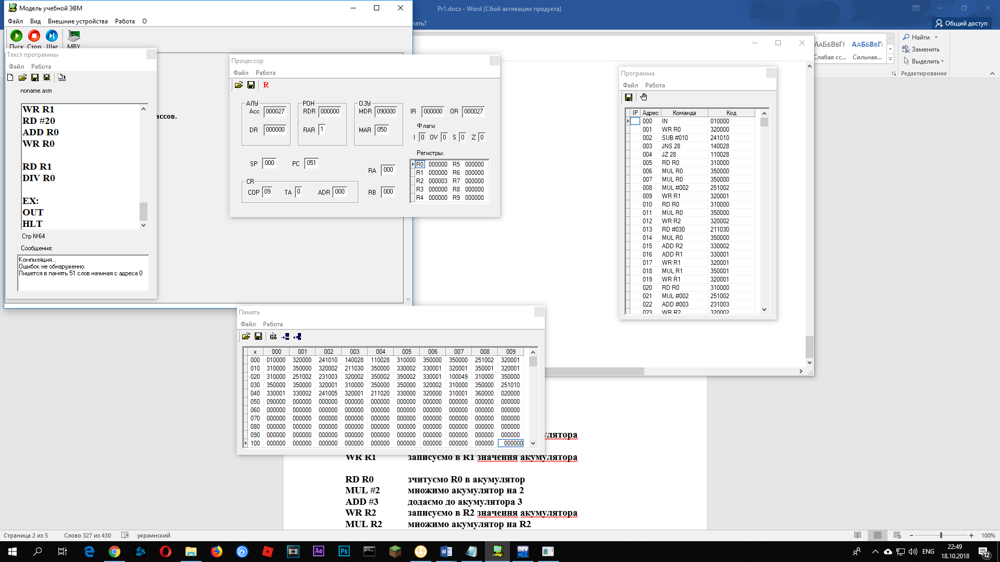 Модель учебной ЭВМ
Pr1.docx - Word (Сбой активации продукта)
Файл Вид Внешние устройства Работа О
лать?
Общий доступ
Пуск Стоп Шаг МВУ
АаБбВвГг АаБбВвГг
Слабая сс... Сильная...
Найти
Заменить
Выделить
Редактирование
Текст программы
Файл Работа
noname.asm
WR R1
RD #20
ADD R0
WR R0
RD R1
DIV R0
EX:
OUT
HLT
Стр №64
Сообщения:
Компиляция...
Ошибок не обнаруженно.
Пишется в память 51 слов начиная с адреса 0
ассов.
Процессор
Файл Работа
R
АЛУ РОН ОЗУ
Acc 000027 RDR 000000 MDR 090000 IR 000000 OR 000027
DR 000000 RAR 1 MAR 050
Флаги:
I 0 OV 0 S 0 Z 0
Регистры:
SP 000 PC 051 RA 000
CR
COP 09 TA 0 ADR 000 RB 000
R0 000000 R5 000000
R1 000000 R6 000000
R2 000003 R7 000000
R3 000000 R8 000000
R4 000000 R9 000000
Программа
Файл Работа
IP Адрес Команда Код
000 IN 010000
001 WR R0 320000
002 SUB #010 241010
003 JNS 28 140028
004 JZ 28 110028
005 RD R0 310000
006 MUL R0 350000
007 MUL R0 350000
008 MUL #002 251002
009 WR R1 320001
010 RD R0 310000
011 MUL R0 350000
012 WR R2 320002
013 RD #030 211030
014 MUL R0 350000
015 ADD R2 330002
016 ADD R1 330001
017 WR R1 320001
018 MUL R1 350001
019 WR R1 320001
020 RD R0 310000
021 MUL #002 251002
022 ADD #003 231003
023 WR R2 320002
Память
Файл Работа
GO
x 000 001 002 003 004 005 006 007 008 009
000 010000 320000 241010 140028 110028 310000 350000 350000 251002 320001
010 310000 350000 320002 211030 350000 330002 330001 320001 350001 320001
020 310000 251002 231003 320002 350002 350002 330001 100049 310000 350000
030 350000 350000 320001 310000 350000 350000 320002 310000 350000 251010
040 330001 330002 241005 320001 211020 330000 320000 310001 360000 020000
050 090000 000000 000000 000000 000000 000000 000000 000000 000000 000000
060 000000 000000 000000 000000 000000 000000 000000 000000 000000 000000
070 000000 000000 000000 000000 000000 000000 000000 000000 000000 000000
080 000000 000000 000000 000000 000000 000000 000000 000000 000000 000000
090 000000 000000 000000 000000 000000 000000 000000 000000 000000 000000
100 000000 000000 000000 000000 000000 000000 000000 000000 000000 000000
улятора
WR R1 записуємо в R1 значення акумулятора
RD R0 зчитуємо R0 в акумулятор
MUL #2 множимо акумулятор на 2
ADD #3 додаємо до акумулятора 3
WR R2 записуємо в R2 значення акумулятора
MUL R2 множимо акумулятор на R2
Страница 2 из 5 Слово 327 из 430 украинский
100%
Ae Ps DEV
ENG
22:49
18.10.2018
12